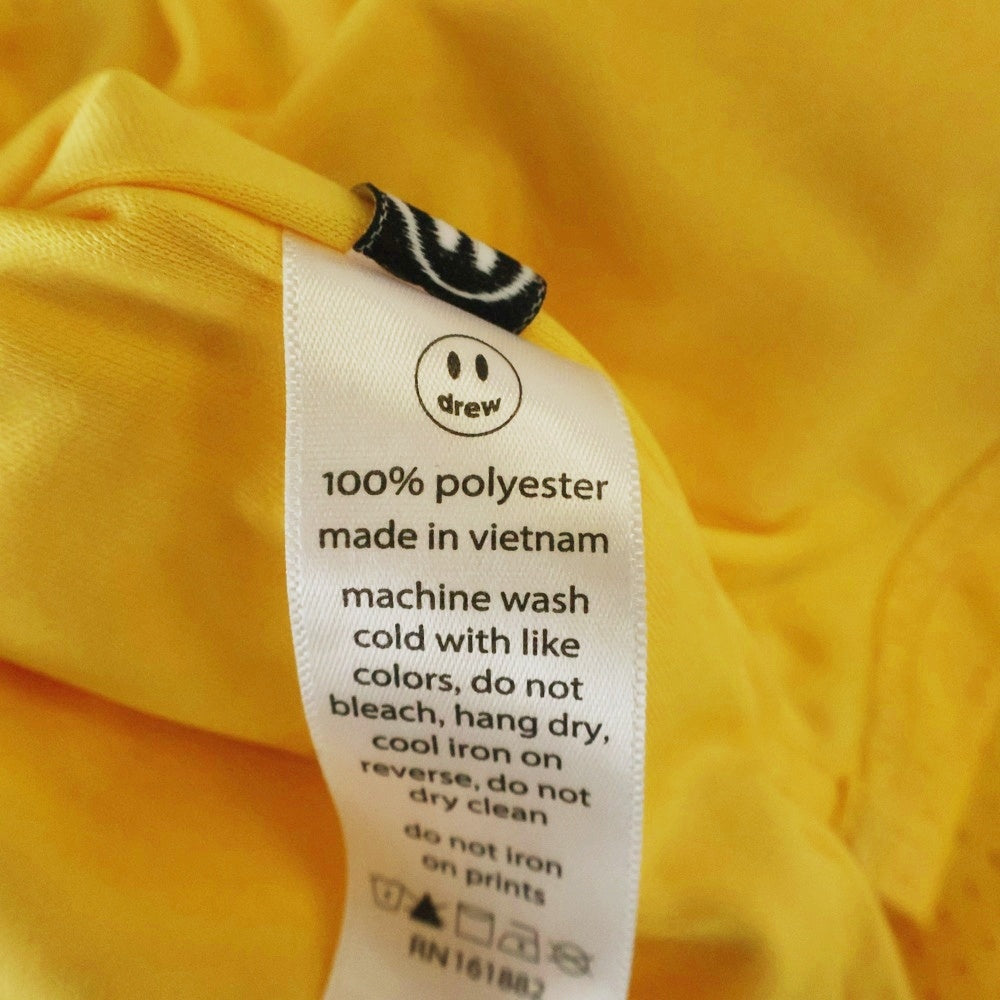 drew
100% polyester
made in vietnam
machine wash
cold with like
colors, do not
bleach, hang dry,
cool iron on
reverse, do not
dry clean
do not iron
on prints
RN161882